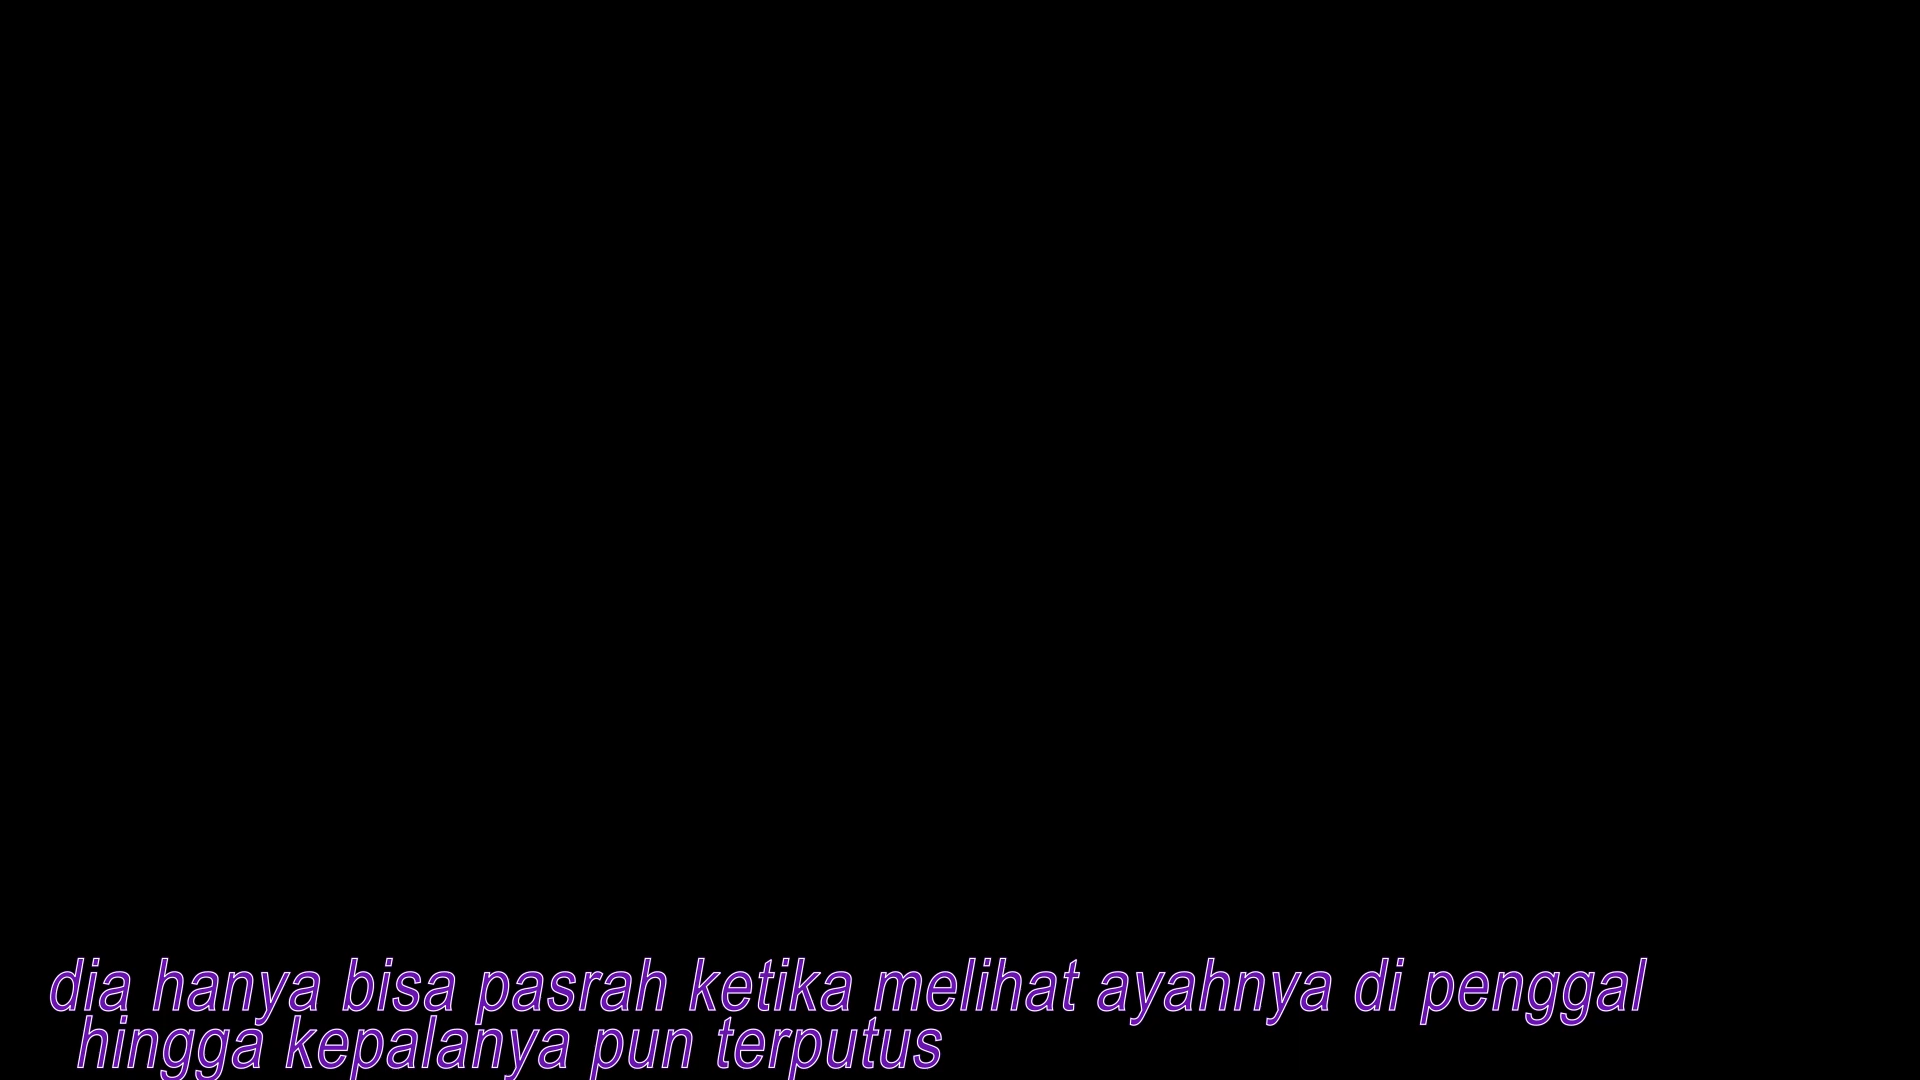 dia hanya bisa pasrah ketika melihat ayahnya di penggal
hingga kepalanya pun terputus